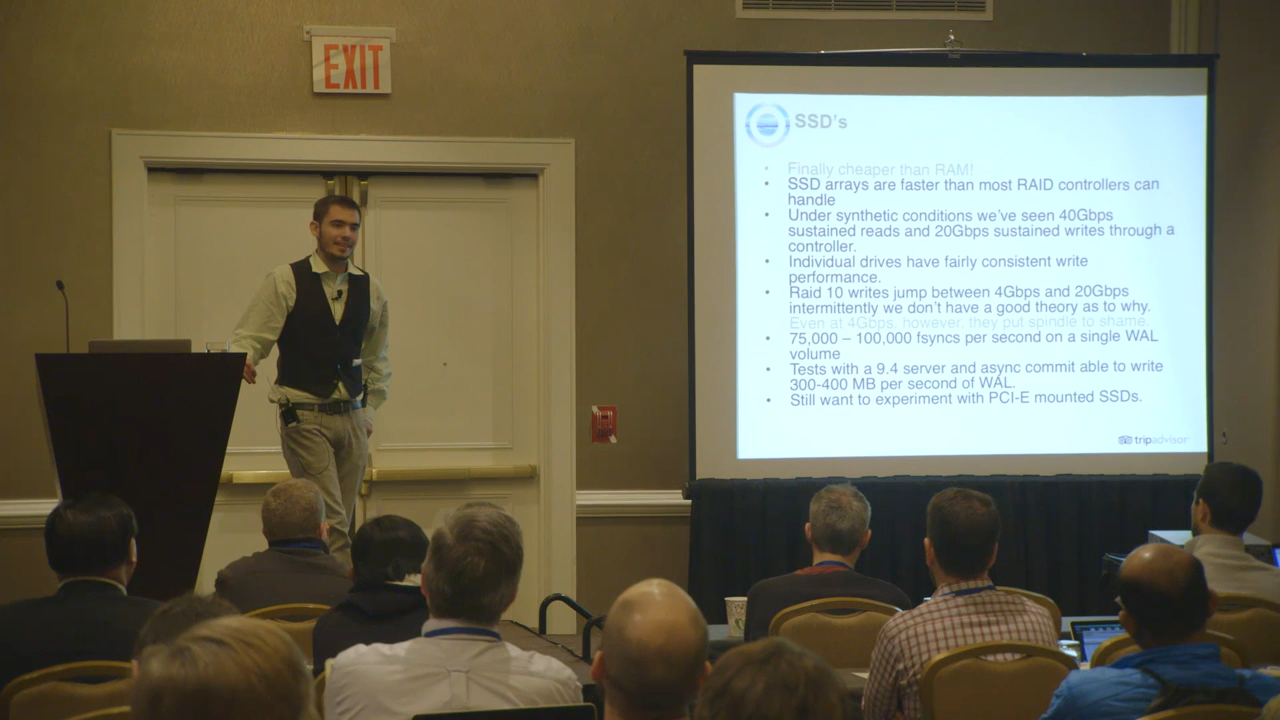 EXIT
SSD's
• Finally cheaper than RAM!
• SSD arrays are faster than most RAID controllers can
handle
• Under synthetic conditions we've seen 40Gbps
sustained reads and 20Gbps sustained writes through a
controller.
• Individual drives have fairly consistent write
performance.
• Raid 10 writes jump between 4Gbps and 20Gbps
intermittently we don't have a good theory as to why.
Even at 4Gbps, however, they put spindle to shame.
• 75,000 – 100,000 fsyncs per second on a single WAL
volume
• Tests with a 9.4 server and async commit able to write
300-400 MB per second of WAL.
• Still want to experiment with PCI-E mounted SSDs.
tripadvisor